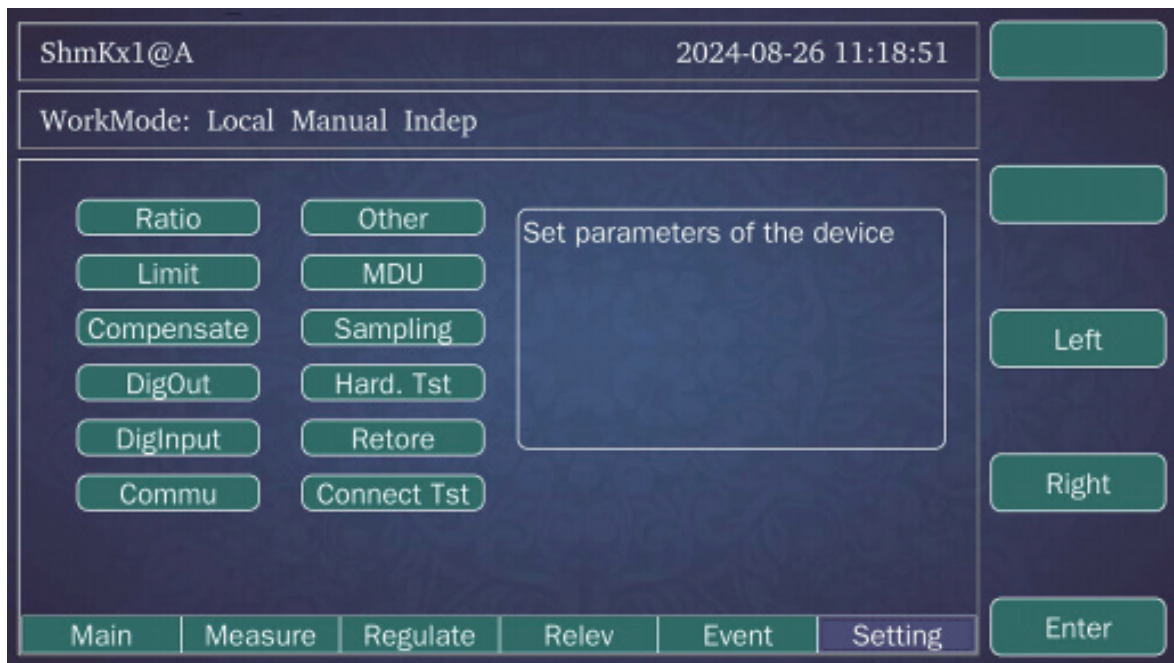 ShmKx1@A 2024-08-26 11:18:51
WorkMode: Local Manual Indep
Ratio Other
Limit MDU
Compensate Sampling
DigOut Hard. Tst
DigInput Retore
Commu Connect Tst
Set parameters of the device
Left
Right
Enter
Main Measure Regulate Relev Event Setting